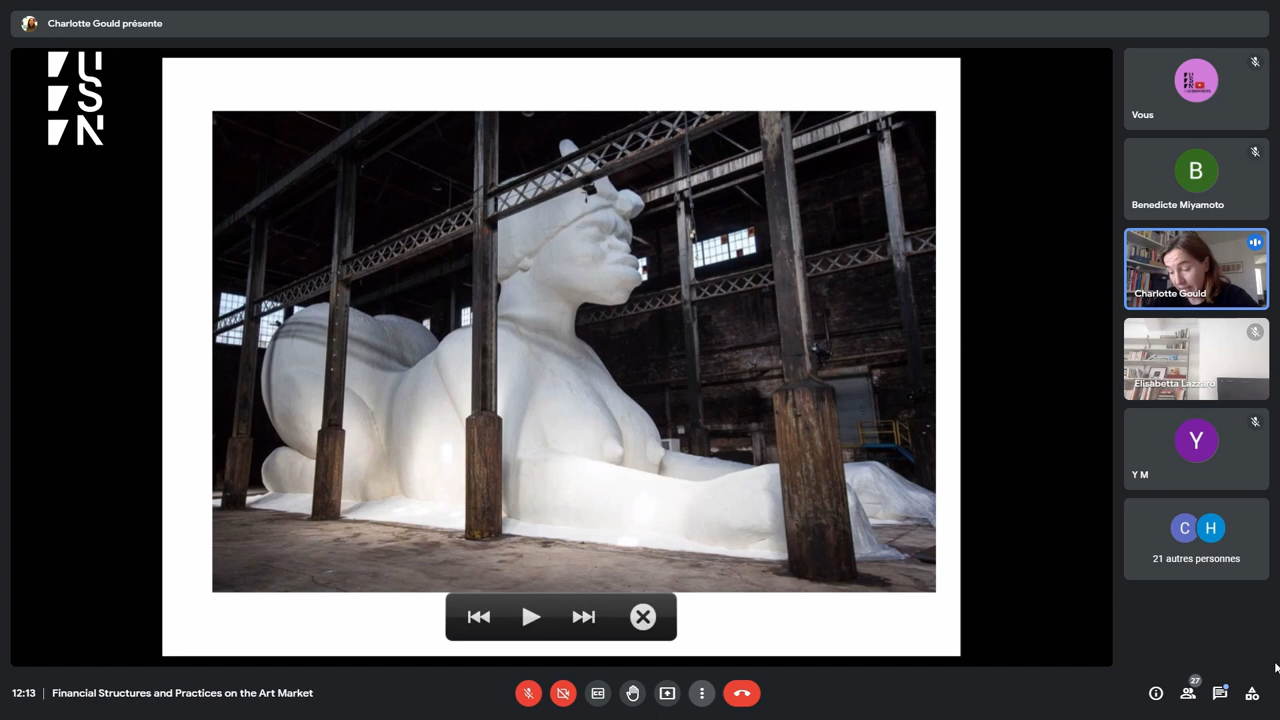 Charlotte Gould présente
U
S
N
Vous
B
Benedicte Miyamoto
Charlotte Gould
Elisabetta Lazzaro
Y
Y M
C H
21 autres personnes
12:13 | Financial Structures and Practices on the Art Market
CC
27